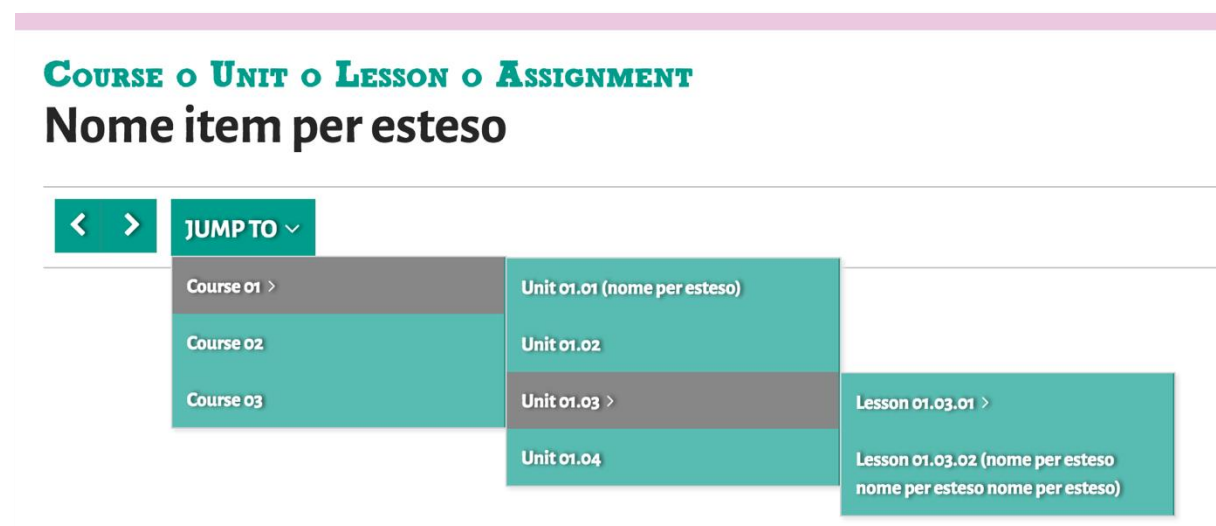 Course o Unit o Lesson o Assignment
Nome item per esteso
JUMP TO
Course 01 >
Unit 01.01 (nome per esteso)
Course 02
Unit 01.02
Course 03
Unit 01.03 >
Lesson 01.03.01 >
Unit 01.04
Lesson 01.03.02 (nome per esteso
nome per esteso nome per esteso)